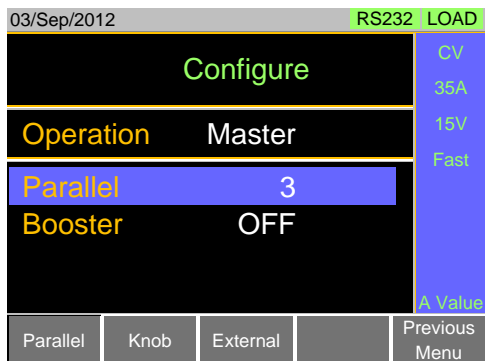 03/Sep/2012 RS232 LOAD
Configure
CV
35A
15V
Fast
A Value
Operation Master
Parallel 3
Booster OFF
Parallel Knob External Previous Menu